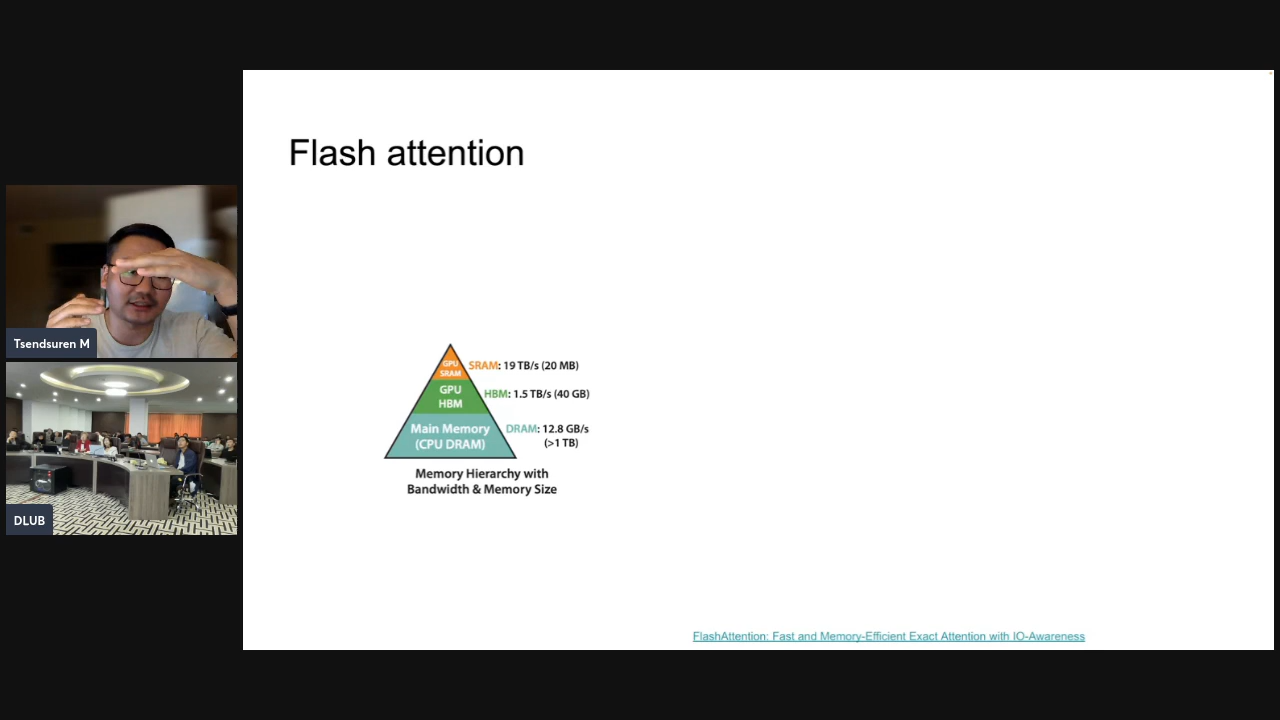 Flash attention
GPU
SRAM
SRAM: 19 TB/s (20 MB)
GPU
HBM
HBM: 1.5 TB/s (40 GB)
Main Memory
(CPU DRAM)
DRAM: 12.8 GB/s
(>1 TB)
Memory Hierarchy with
Bandwidth & Memory Size
FlashAttention: Fast and Memory-Efficient Exact Attention with IO-Awareness
Tsendsuren M
DLUB